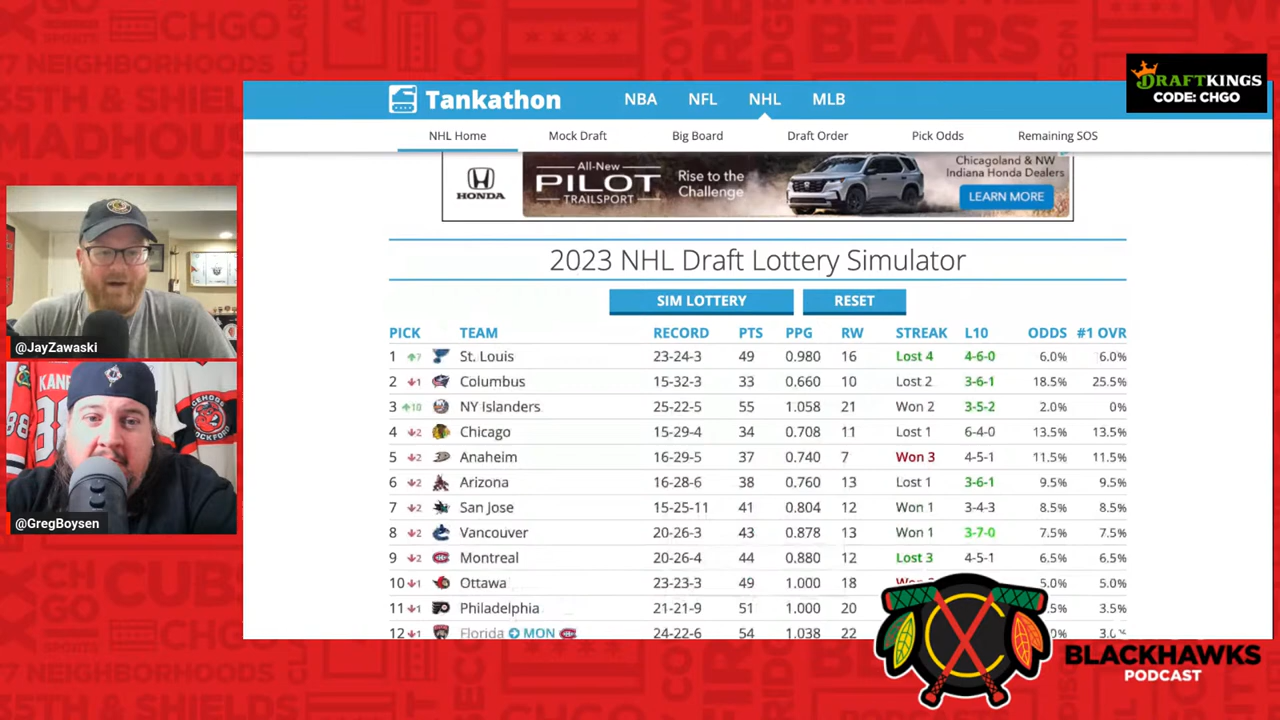 DRAFTKINGS
CODE: CHGO
Tankathon NBA NFL NHL MLB
NHL Home Mock Draft Big Board Draft Order Pick Odds Remaining SOS
HONDA
All-New
PILOT
TRAILSPORT
Rise to the
Challenge
Chicagoland & NW
Indiana Honda Dealers
LEARN MORE
2023 NHL Draft Lottery Simulator
SIM LOTTERY RESET
PICK TEAM RECORD PTS PPG RW STREAK L10 ODDS #1 OVR
1 7 St. Louis 23-24-3 49 0.980 16 Lost 4 4-6-0 6.0% 6.0%
2 1 Columbus 15-32-3 33 0.660 10 Lost 2 3-6-1 18.5% 25.5%
3 10 NY Islanders 25-22-5 55 1.058 21 Won 2 3-5-2 2.0% 0%
4 2 Chicago 15-29-4 34 0.708 11 Lost 1 6-4-0 13.5% 13.5%
5 2 Anaheim 16-29-5 37 0.740 7 Won 3 4-5-1 11.5% 11.5%
6 2 Arizona 16-28-6 38 0.760 13 Lost 1 3-6-1 9.5% 9.5%
7 2 San Jose 15-25-11 41 0.804 12 Won 1 3-4-3 8.5% 8.5%
8 2 Vancouver 20-26-3 43 0.878 13 Won 1 3-7-0 7.5% 7.5%
9 2 Montreal 20-26-4 44 0.880 12 Lost 3 4-5-1 6.5% 6.5%
10 1 Ottawa 23-23-3 49 1.000 18 5.0% 5.0%
11 1 Philadelphia 21-21-9 51 1.000 20 3.5%
12 1 Florida MON 24-22-6 54 1.038 22
@JayZawaski
@GregBoysen
BLACKHAWKS
PODCAST